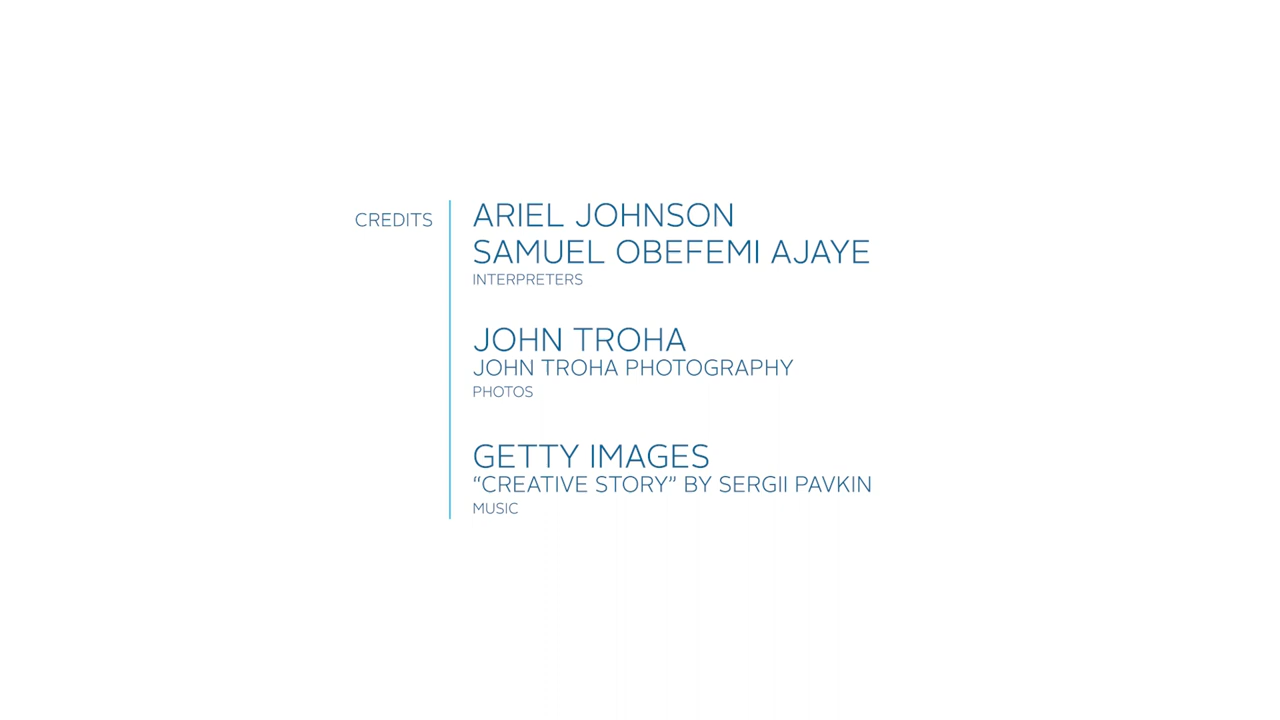 CREDITS
ARIEL JOHNSON
SAMUEL OBEFEMI AJAYE
INTERPRETERS
JOHN TROHA
JOHN TROHA PHOTOGRAPHY
PHOTOS
GETTY IMAGES
“CREATIVE STORY” BY SERGII PAVKIN
MUSIC